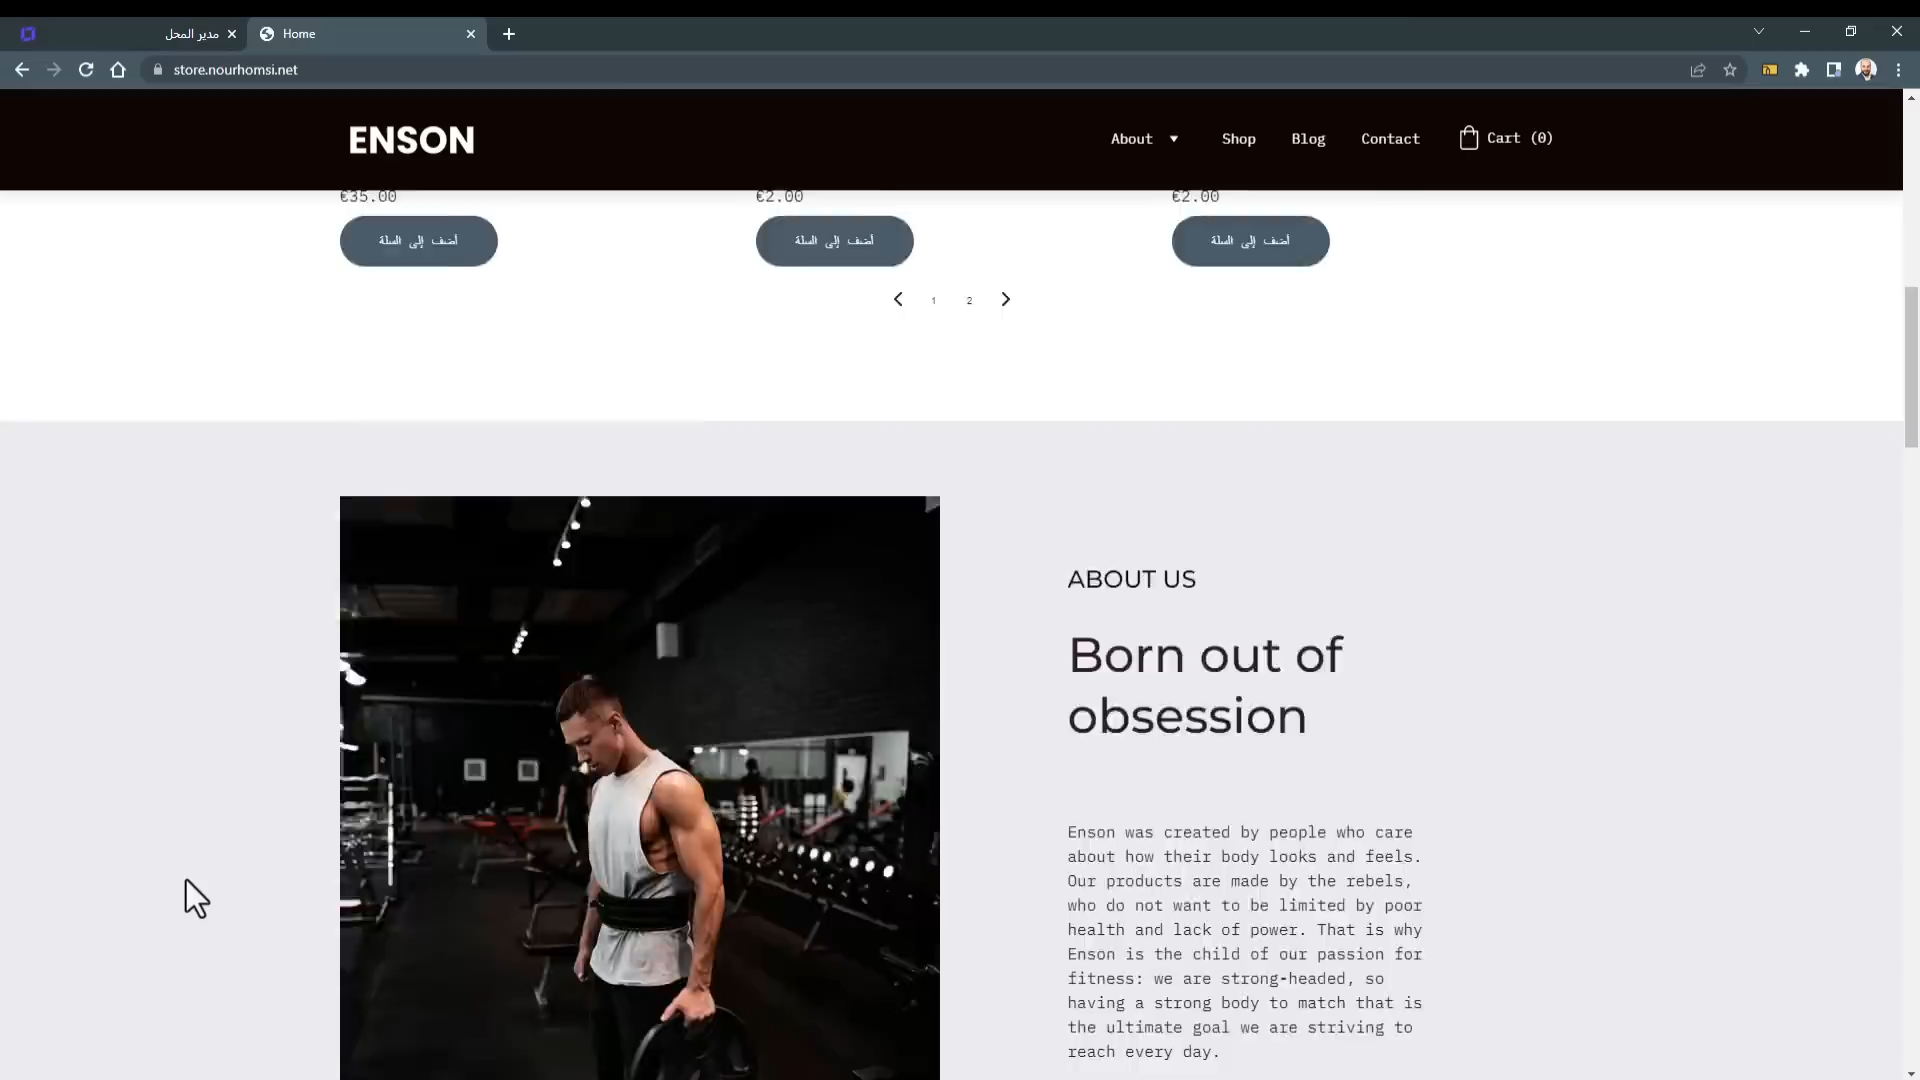 مدير المحل
Home
store.nourhomsi.net
ENSON
About
Shop
Blog
Contact
Cart (0)
€35.00
€2.00
€2.00
أضف إلى السلة
أضف إلى السلة
أضف إلى السلة
1
2
ABOUT US
Born out of
obsession
Enson was created by people who care
about how their body looks and feels.
Our products are made by the rebels,
who do not want to be limited by poor
health and lack of power. That is why
Enson is the child of our passion for
fitness: we are strong-headed, so
having a strong body to match that is
the ultimate goal we are striving to
reach every day.